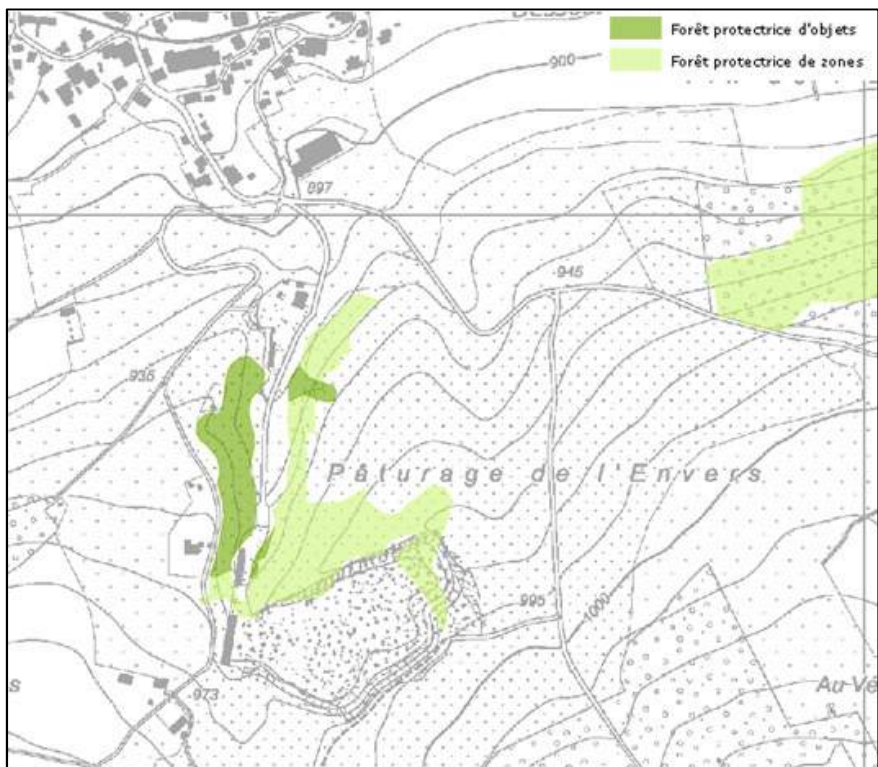 Forêt protectrice d'objets
Forêt protectrice de zones
900
897
945
935
Pâturage de l'Envers
995
1000
973
s
Au Vé